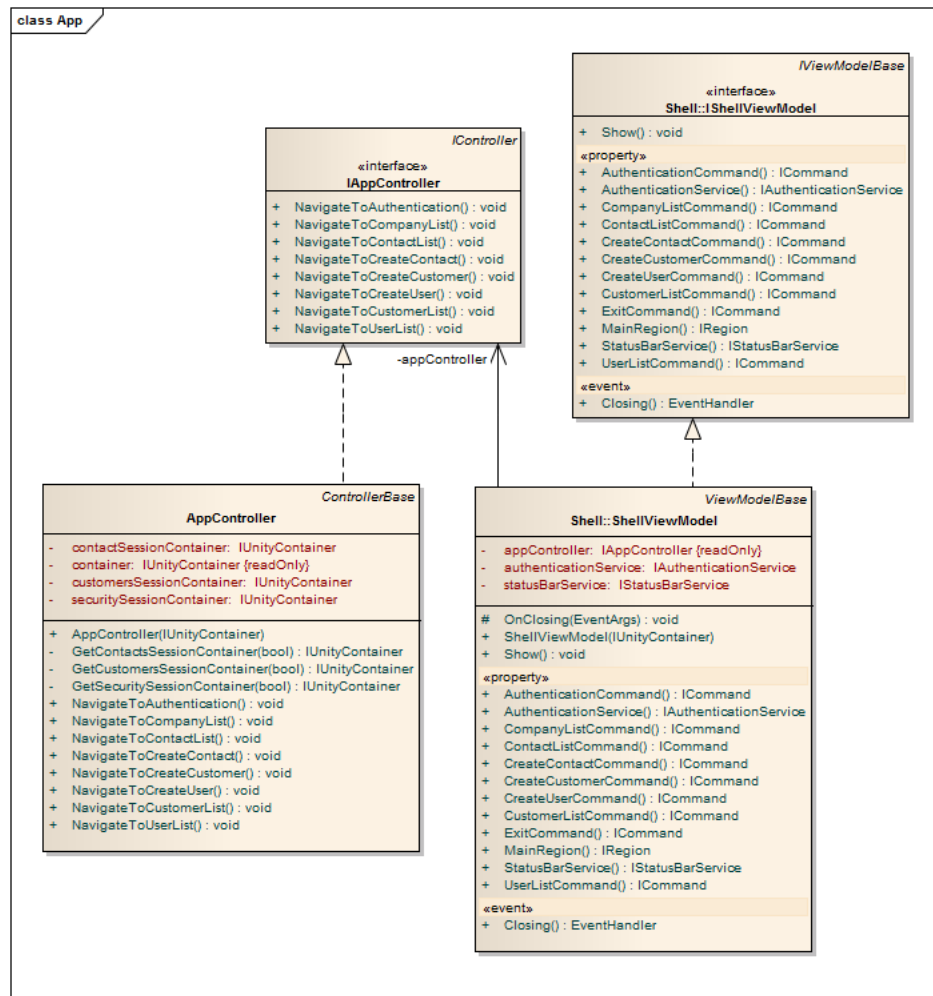 class App
IViewModelBase
«interface»
Shell::IShellViewModel
+ Show() : void
«property»
+ AuthenticationCommand() : ICommand
+ AuthenticationService() : IAuthenticationService
+ CompanyListCommand() : ICommand
+ ContactListCommand() : ICommand
+ CreateContactCommand() : ICommand
+ CreateCustomerCommand() : ICommand
+ CreateUserCommand() : ICommand
+ CustomerListCommand() : ICommand
+ ExitCommand() : ICommand
+ MainRegion() : IRegion
+ StatusBarService() : IStatusBarService
+ UserListCommand() : ICommand
«event»
+ Closing() : EventHandler
IController
«interface»
IAppController
+ NavigateToAuthentication() : void
+ NavigateToCompanyList() : void
+ NavigateToContactList() : void
+ NavigateToCreateContact() : void
+ NavigateToCreateCustomer() : void
+ NavigateToCreateUser() : void
+ NavigateToCustomerList() : void
+ NavigateToUserList() : void
-appController
ControllerBase
AppController
- contactSessionContainer: IUnityContainer
- container: IUnityContainer {readOnly}
- customersSessionContainer: IUnityContainer
- securitySessionContainer: IUnityContainer
+ AppController(IUnityContainer)
- GetContactsSessionContainer(bool) : IUnityContainer
- GetCustomersSessionContainer(bool) : IUnityContainer
- GetSecuritySessionContainer(bool) : IUnityContainer
+ NavigateToAuthentication() : void
+ NavigateToCompanyList() : void
+ NavigateToContactList() : void
+ NavigateToCreateContact() : void
+ NavigateToCreateCustomer() : void
+ NavigateToCreateUser() : void
+ NavigateToCustomerList() : void
+ NavigateToUserList() : void
ViewModelBase
Shell::ShellViewModel
- appController: IAppController {readOnly}
- authenticationService: IAuthenticationService
- statusBarService: IStatusBarService
# OnClosing(EventArgs) : void
+ ShellViewModel(IUnityContainer)
+ Show() : void
«property»
+ AuthenticationCommand() : ICommand
+ AuthenticationService() : IAuthenticationService
+ CompanyListCommand() : ICommand
+ ContactListCommand() : ICommand
+ CreateContactCommand() : ICommand
+ CreateCustomerCommand() : ICommand
+ CreateUserCommand() : ICommand
+ CustomerListCommand() : ICommand
+ ExitCommand() : ICommand
+ MainRegion() : IRegion
+ StatusBarService() : IStatusBarService
+ UserListCommand() : ICommand
«event»
+ Closing() : EventHandler